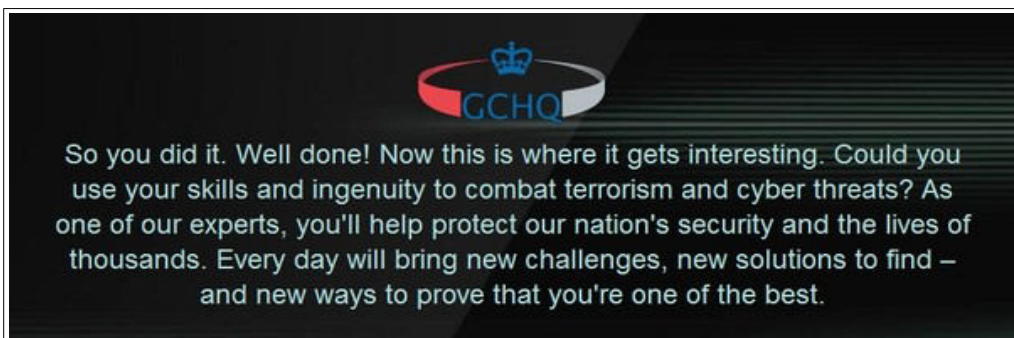 GCHQ
So you did it. Well done! Now this is where it gets interesting. Could you
use your skills and ingenuity to combat terrorism and cyber threats? As
one of our experts, you'll help protect our nation's security and the lives of
thousands. Every day will bring new challenges, new solutions to find –
and new ways to prove that you're one of the best.